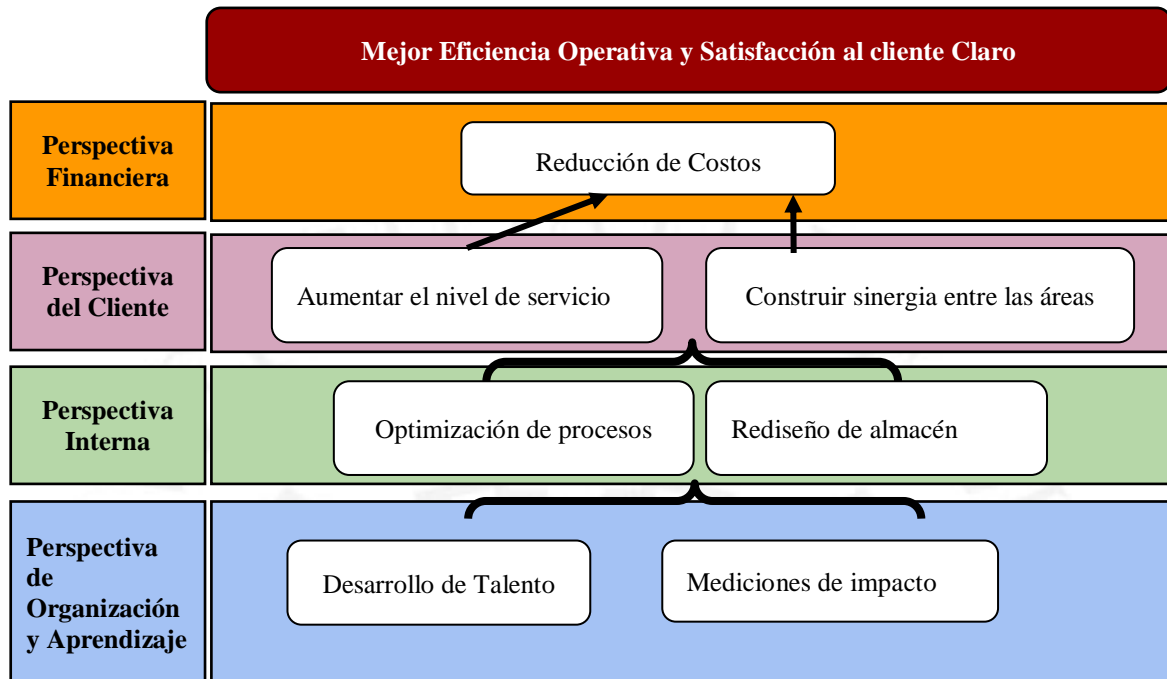 Mejor Eficiencia Operativa y Satisfacción al cliente Claro
Perspectiva
Financiera
Reducción de Costos
Perspectiva
del Cliente
Aumentar el nivel de servicio
Construir sinergia entre las áreas
Perspectiva
Interna
Optimización de procesos
Rediseño de almacén
Perspectiva
de
Organización
y Aprendizaje
Desarrollo de Talento
Mediciones de impacto